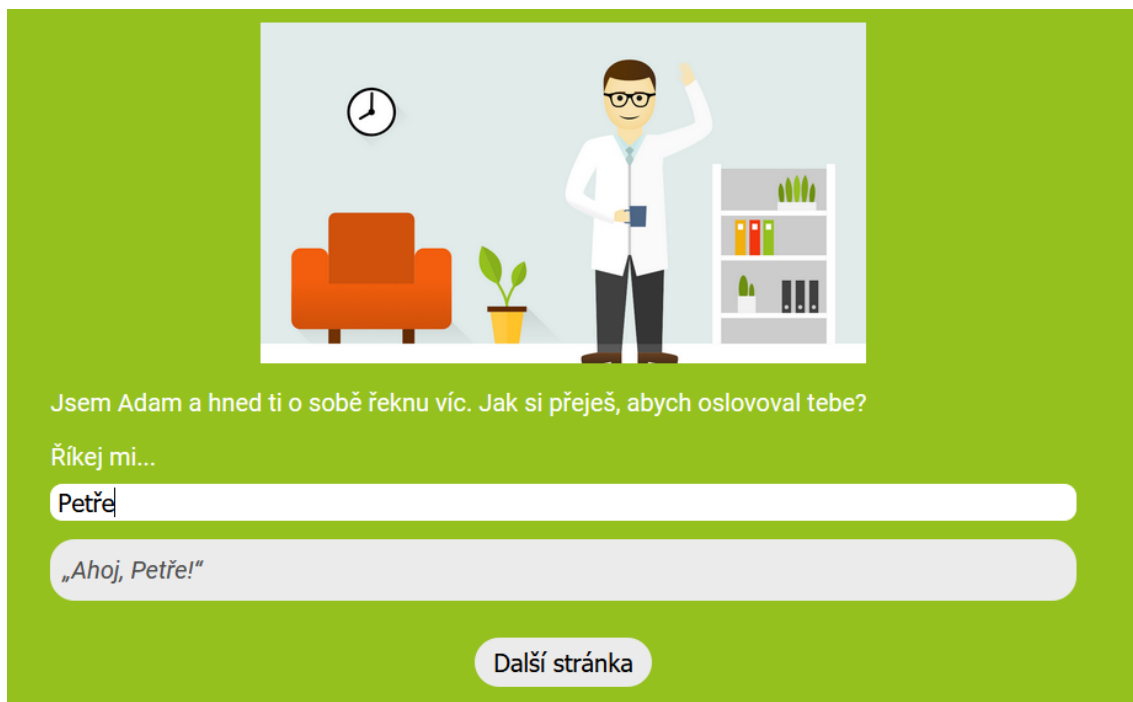 Jsem Adam a hned ti o sobě řeknu víc. Jak si přeješ, abych oslovoval tebe?
Říkej mi...
Petře
„Ahoj, Petře!“
Další stránka